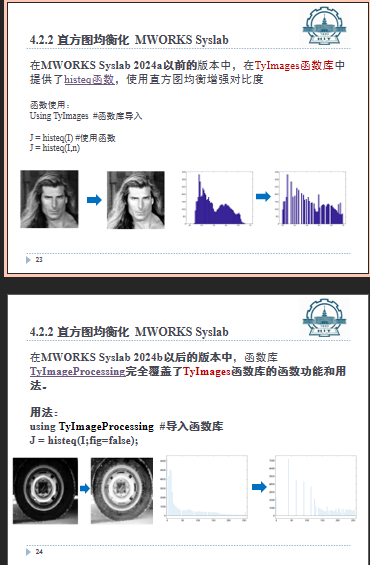 4.2.2 直方图均衡化 MWORKS Syslab
在MWORKS Syslab 2024a以前的版本中，在TyImages函数库中
提供了histeq函数，使用直方图均衡增强对比度
函数使用：
Using TyImages #函数库导入
J = histeq(I) #使用函数
J = histeq(I,n)
23
4.2.2 直方图均衡化 MWORKS Syslab
在MWORKS Syslab 2024b以后的版本中，函数库
TyImageProcessing完全覆盖了TyImages函数库的函数功能和用
法。
用法：
using TyImageProcessing #导入函数库
J = histeq(I;fig=false);
24